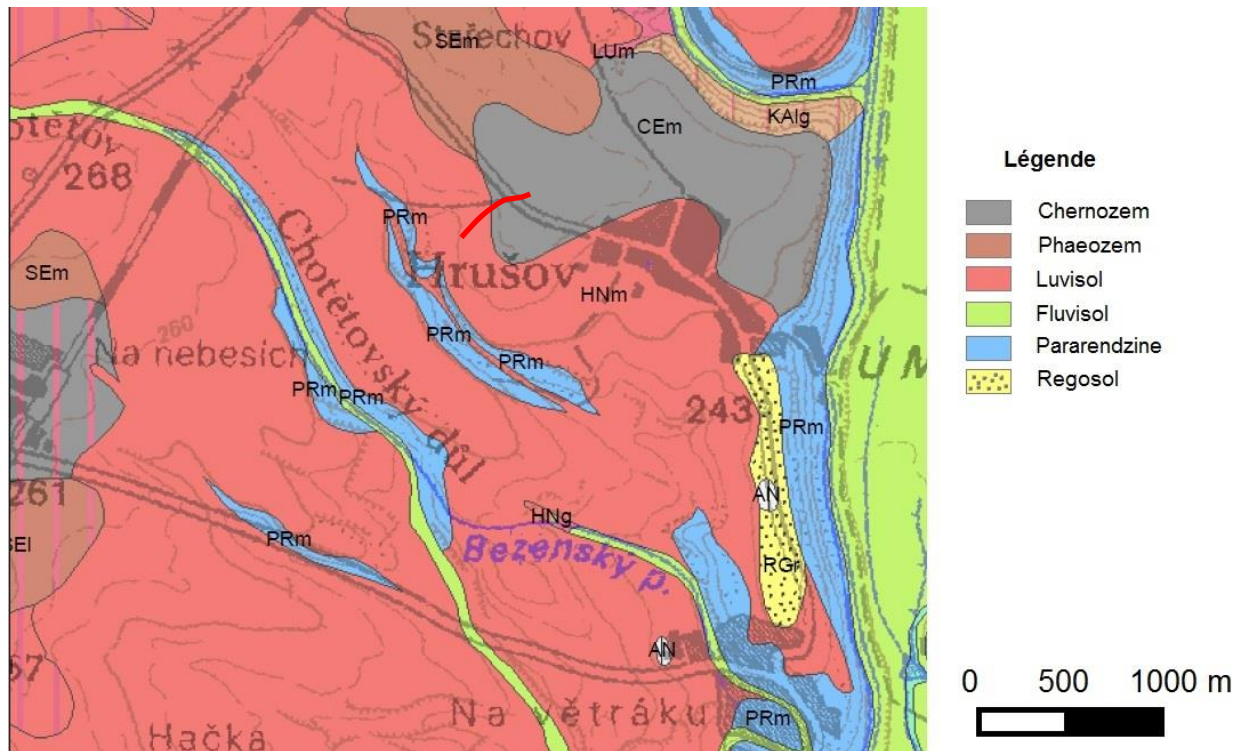 Stařechov
SEm
LUm
PRm
CEm
KAlg
268
PRm
Hrušov
Chotětovský důl
SEm
HNm
260
Na nebesích
PRm
PRm
PRm
PRm
243
PRm
261
AN
HNg
PRm
Bezenský p.
RGr
AN
Na větráku
PRm
Hačka
Légende
Chernozem
Phaeozem
Luvisol
Fluvisol
Pararendzine
Regosol
0 500 1000 m